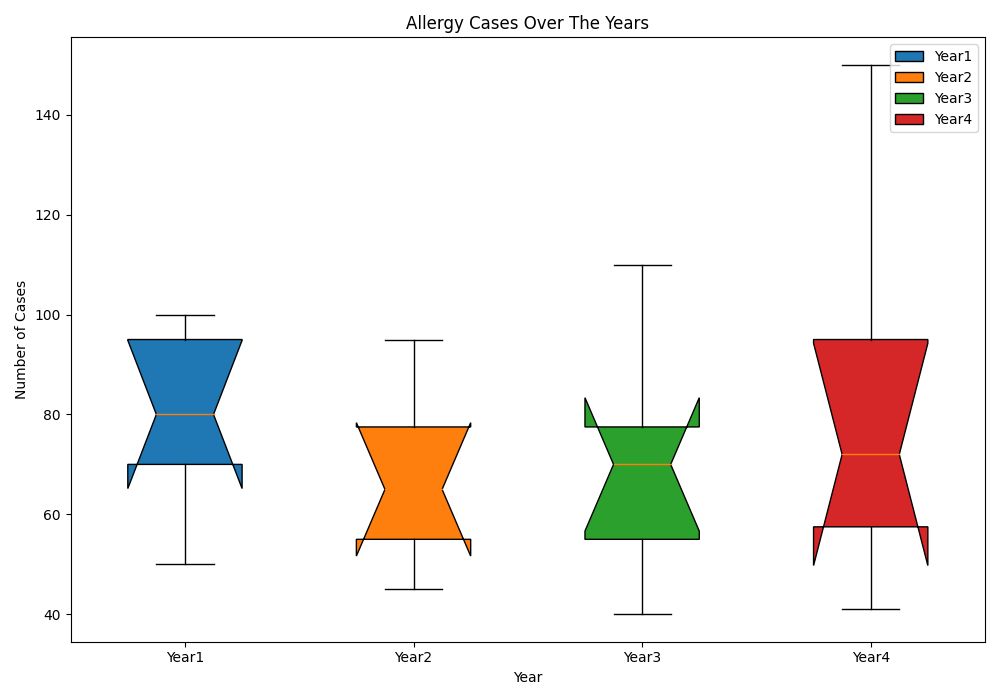 Allergy Cases Over The Years
Year1
Year2
Year3
Year4
Number of Cases
140
120
100
80
60
40
Year1 Year2 Year3 Year4
Year